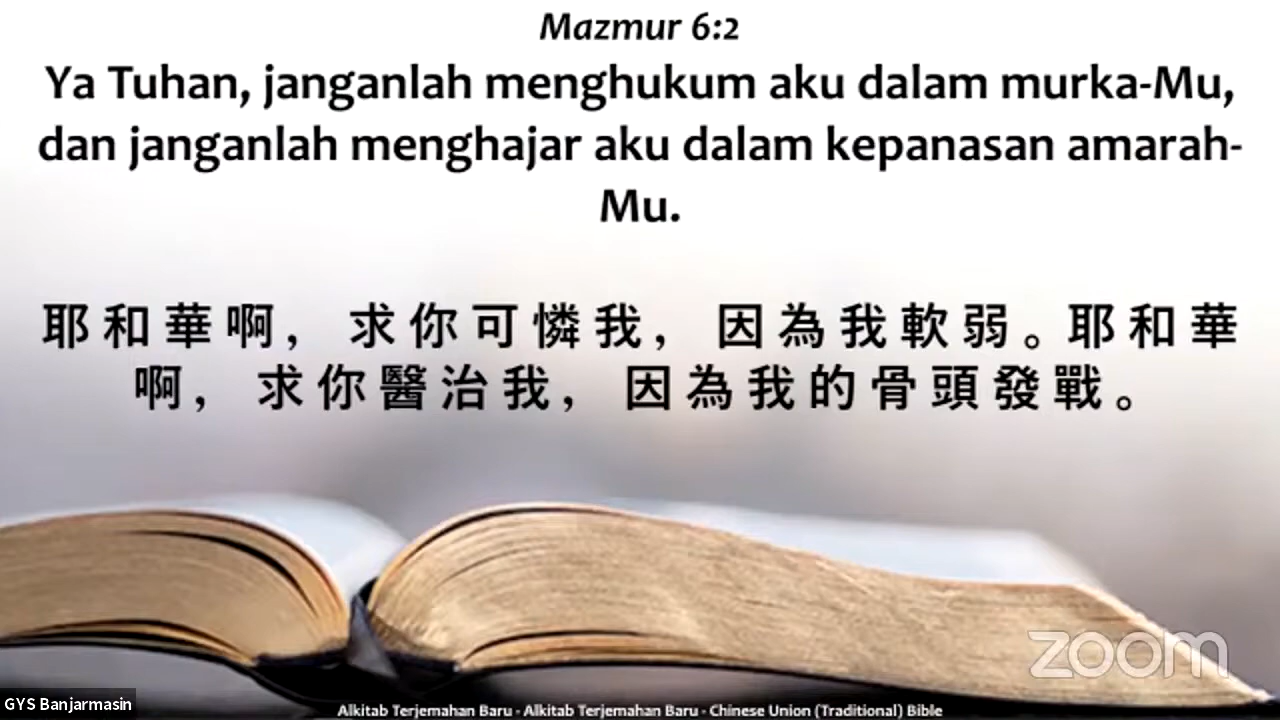 Mazmur 6:2
Ya Tuhan, janganlah menghukum aku dalam murka-Mu,
dan janganlah menghajar aku dalam kepanasan amarah-
Mu.
耶和華啊，求你可憐我，因為我軟弱。耶和華
啊，求你醫治我，因為我的骨頭發戰。
zoom
GYS Banjarmasin
Alkitab Terjemahan Baru - Alkitab Terjemahan Baru - Chinese Union (Traditional) Bible